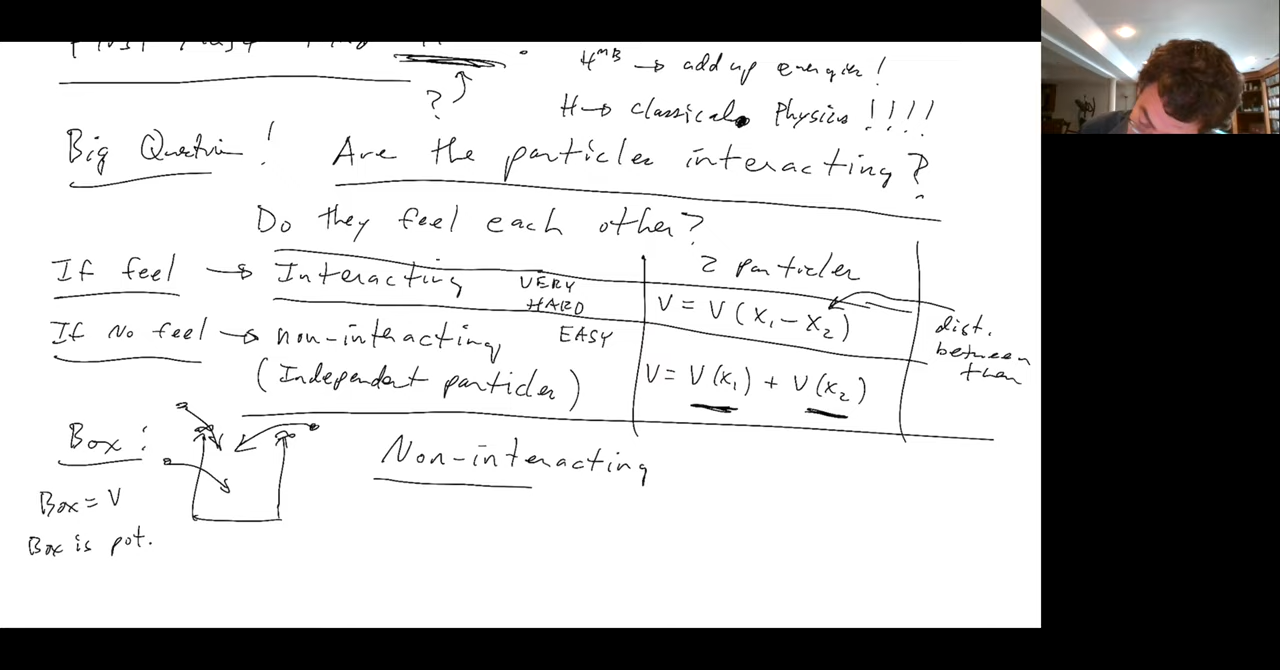 H^MB → add up energies!
?
H → classical Physics !!!!
Big Question! Are the particles interacting?
Do they feel each other?
If feel → Interacting VERY HARD
2 particles
V = V(x₁ - x₂)
dist. between them
If No feel → non-interacting EASY
(Independent particles)
V = V(x₁) + V(x₂)
Box:
Non-interacting
Box = V
Box is pot.